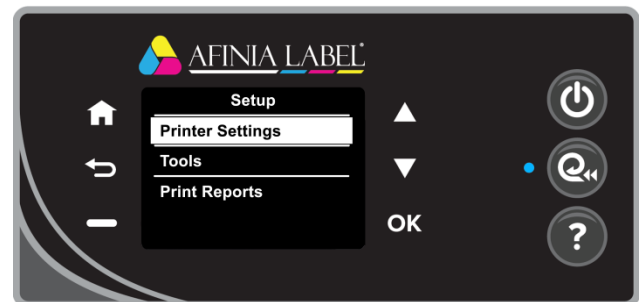 AFINIA LABEL
Setup
Printer Settings
Tools
Print Reports
OK
?